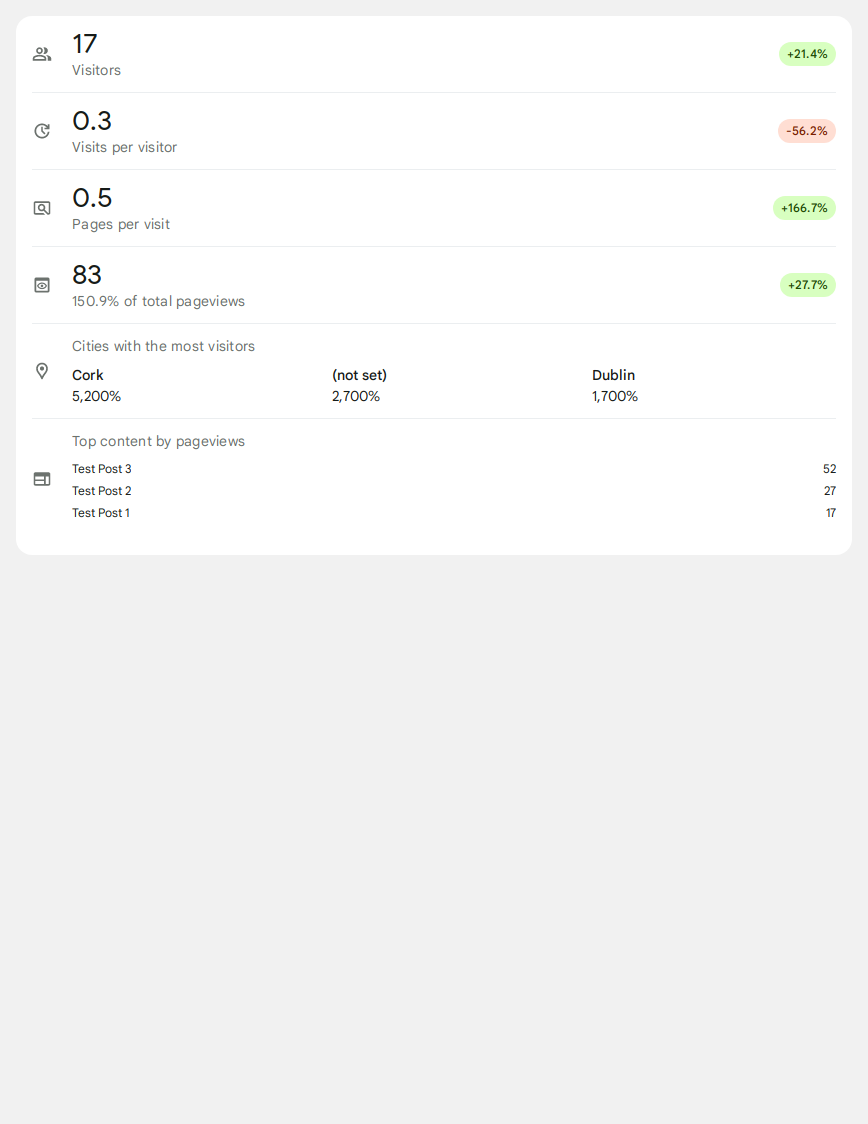 17
Visitors
+21.4%
0.3
Visits per visitor
-56.2%
0.5
Pages per visit
+166.7%
83
150.9% of total pageviews
+27.7%
Cities with the most visitors
Cork (not set) Dublin
5,200% 2,700% 1,700%
Top content by pageviews
Test Post 3 52
Test Post 2 27
Test Post 1 17